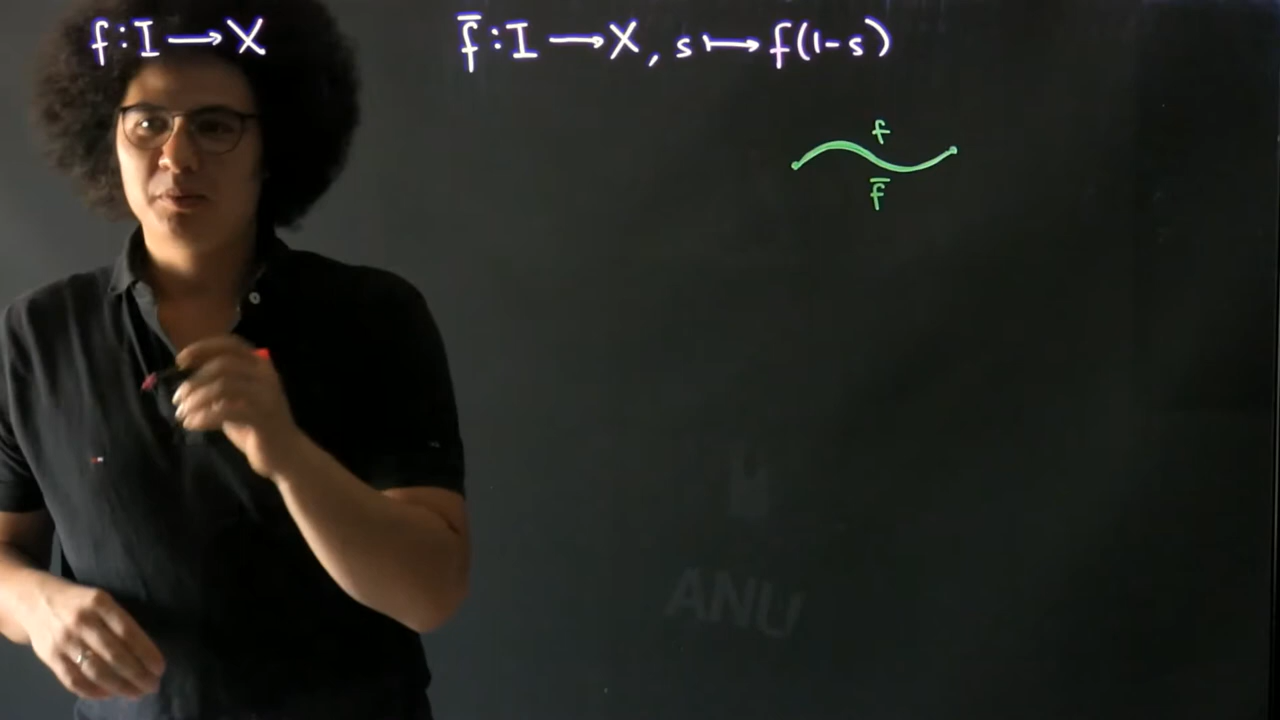 f : I ⟶ X
f̄ : I ⟶ X, s ⟼ f(1-s)
f
f̄
ANU